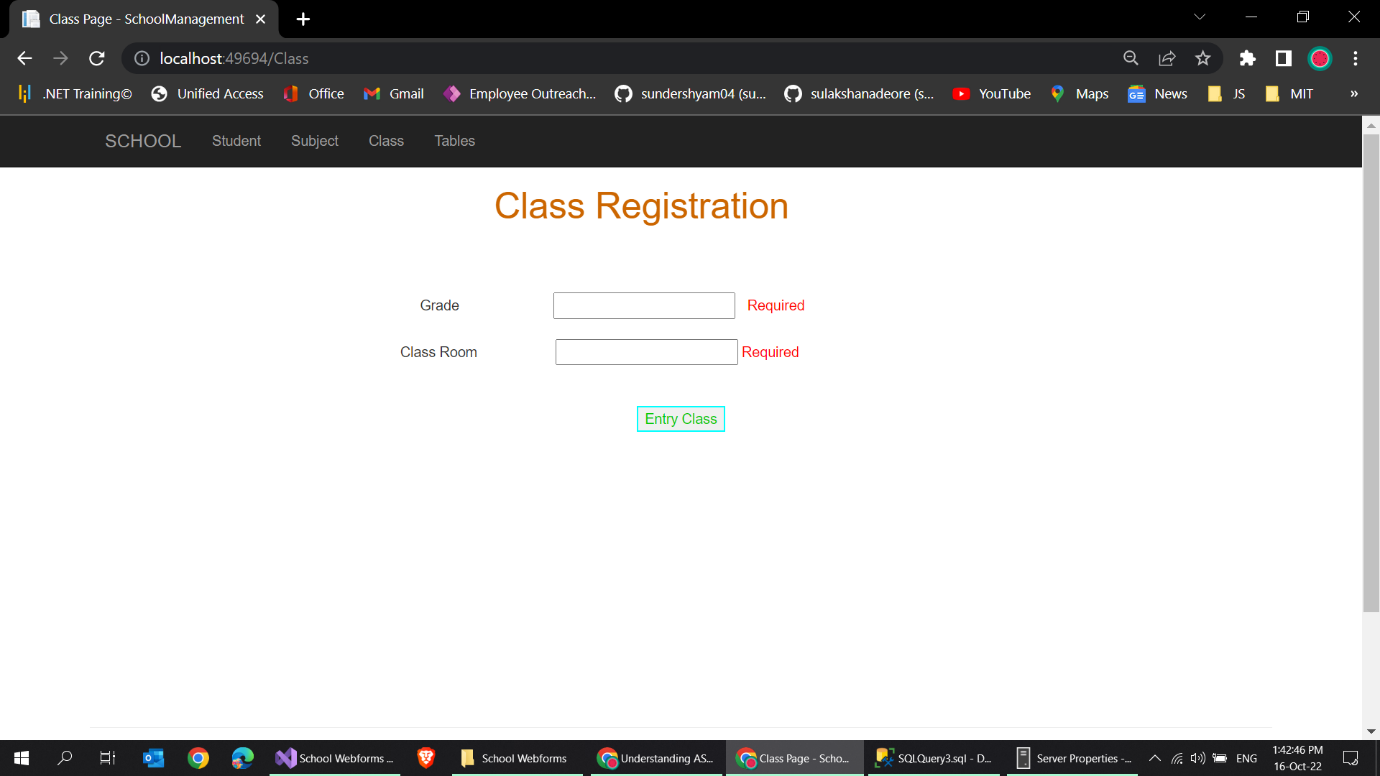 Class Page - SchoolManagement
localhost:49694/Class
.NET Training© Unified Access Office Gmail Employee Outreach... sundershyam04 (su... sulakshanadeore (s... YouTube Maps News JS MIT »
SCHOOL Student Subject Class Tables
Class Registration
Grade Required
Class Room Required
Entry Class
School Webforms ... School Webforms Understanding AS... Class Page - Scho... SQLQuery3.sql - D... Server Properties -... ENG 1:42:46 PM
16-Oct-22